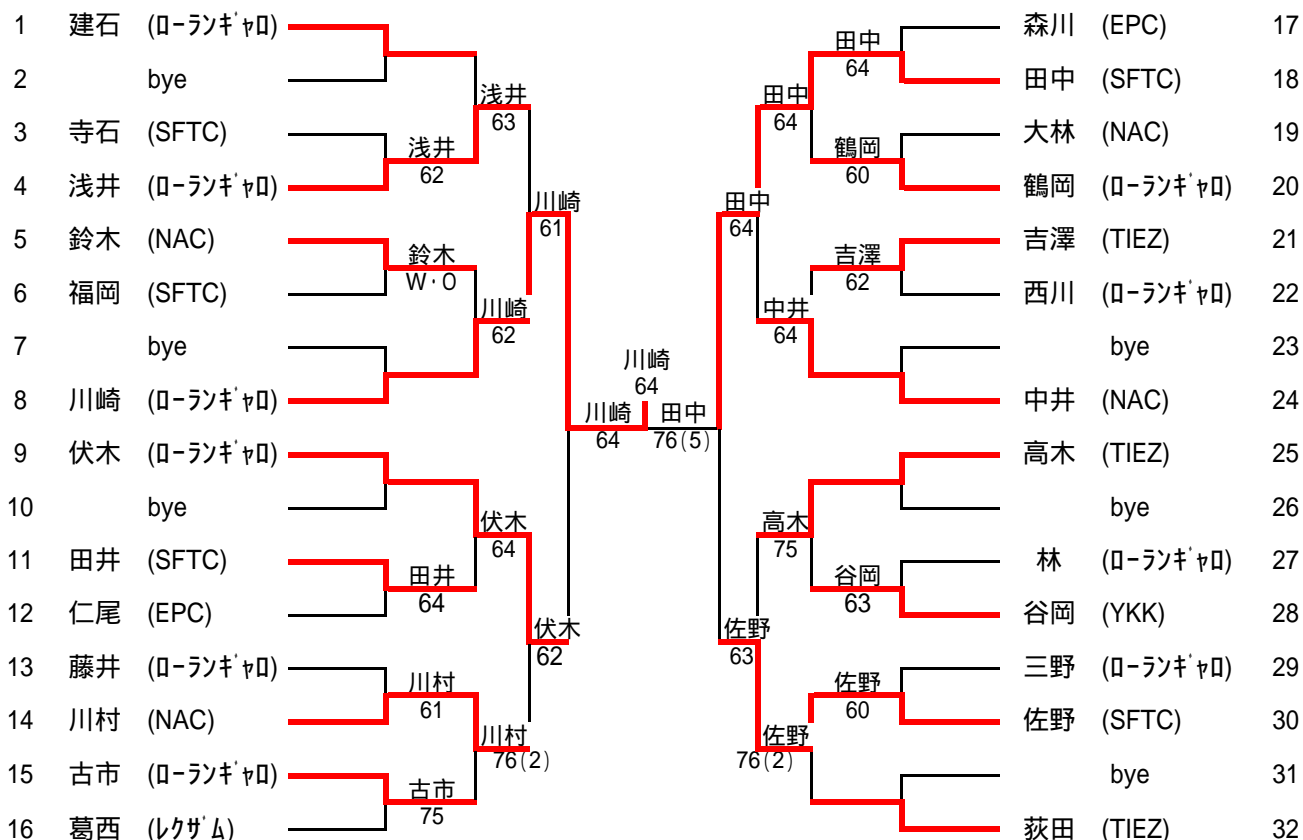 1 建石 (ﾛｰﾗﾝｷﾞｬﾛ)
2 bye
3 寺石 (SFTC)
4 浅井 (ﾛｰﾗﾝｷﾞｬﾛ)
5 鈴木 (NAC)
6 福岡 (SFTC)
7 bye
8 川崎 (ﾛｰﾗﾝｷﾞｬﾛ)
9 伏木 (ﾛｰﾗﾝｷﾞｬﾛ)
10 bye
11 田井 (SFTC)
12 仁尾 (EPC)
13 藤井 (ﾛｰﾗﾝｷﾞｬﾛ)
14 川村 (NAC)
15 古市 (ﾛｰﾗﾝｷﾞｬﾛ)
16 葛西 (ﾚｸｻﾞﾑ)
浅井
62
鈴木
W・O
田井
64
川村
61
古市
75
浅井
63
川崎
62
伏木
64
川村
76(2)
川崎
61
伏木
62
川崎
64
川崎
64
田中
76(5)
田中
64
佐野
63
田中
64
中井
64
高木
75
佐野
76(2)
田中
64
鶴岡
60
吉澤
62
谷岡
63
佐野
60
森川 (EPC) 17
田中 (SFTC) 18
大林 (NAC) 19
鶴岡 (ﾛｰﾗﾝｷﾞｬﾛ) 20
吉澤 (TIEZ) 21
西川 (ﾛｰﾗﾝｷﾞｬﾛ) 22
bye 23
中井 (NAC) 24
高木 (TIEZ) 25
bye 26
林 (ﾛｰﾗﾝｷﾞｬﾛ) 27
谷岡 (YKK) 28
三野 (ﾛｰﾗﾝｷﾞｬﾛ) 29
佐野 (SFTC) 30
bye 31
荻田 (TIEZ) 32